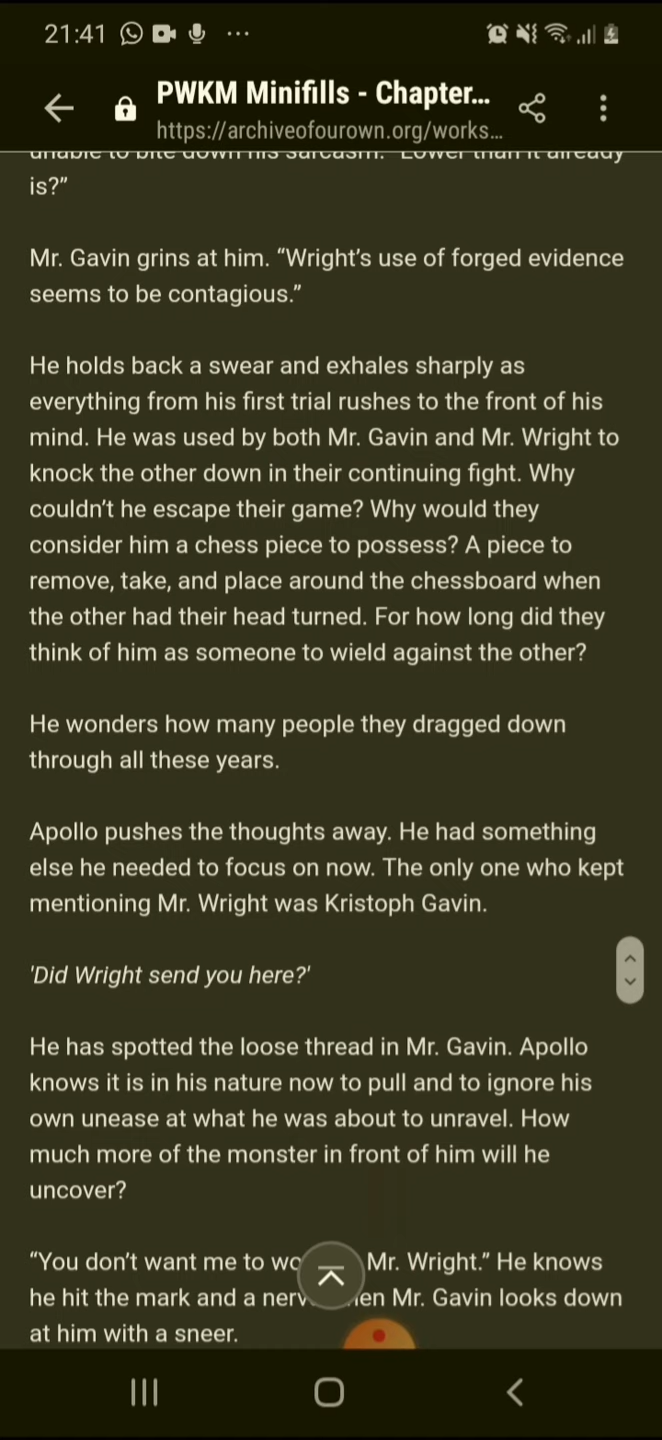 21:41
PWKM Minifills - Chapter...
https://archiveofourown.org/works...
unable to bite down his sarcasm. “Lower than it already
is?”
Mr. Gavin grins at him. “Wright’s use of forged evidence
seems to be contagious.”
He holds back a swear and exhales sharply as
everything from his first trial rushes to the front of his
mind. He was used by both Mr. Gavin and Mr. Wright to
knock the other down in their continuing fight. Why
couldn’t he escape their game? Why would they
consider him a chess piece to possess? A piece to
remove, take, and place around the chessboard when
the other had their head turned. For how long did they
think of him as someone to wield against the other?
He wonders how many people they dragged down
through all these years.
Apollo pushes the thoughts away. He had something
else he needed to focus on now. The only one who kept
mentioning Mr. Wright was Kristoph Gavin.
'Did Wright send you here?'
He has spotted the loose thread in Mr. Gavin. Apollo
knows it is in his nature now to pull and to ignore his
own unease at what he was about to unravel. How
much more of the monster in front of him will he
uncover?
“You don’t want me to Mr. Wright.” He knows
he hit the mark and a Mr. Gavin looks down
at him with a sneer.